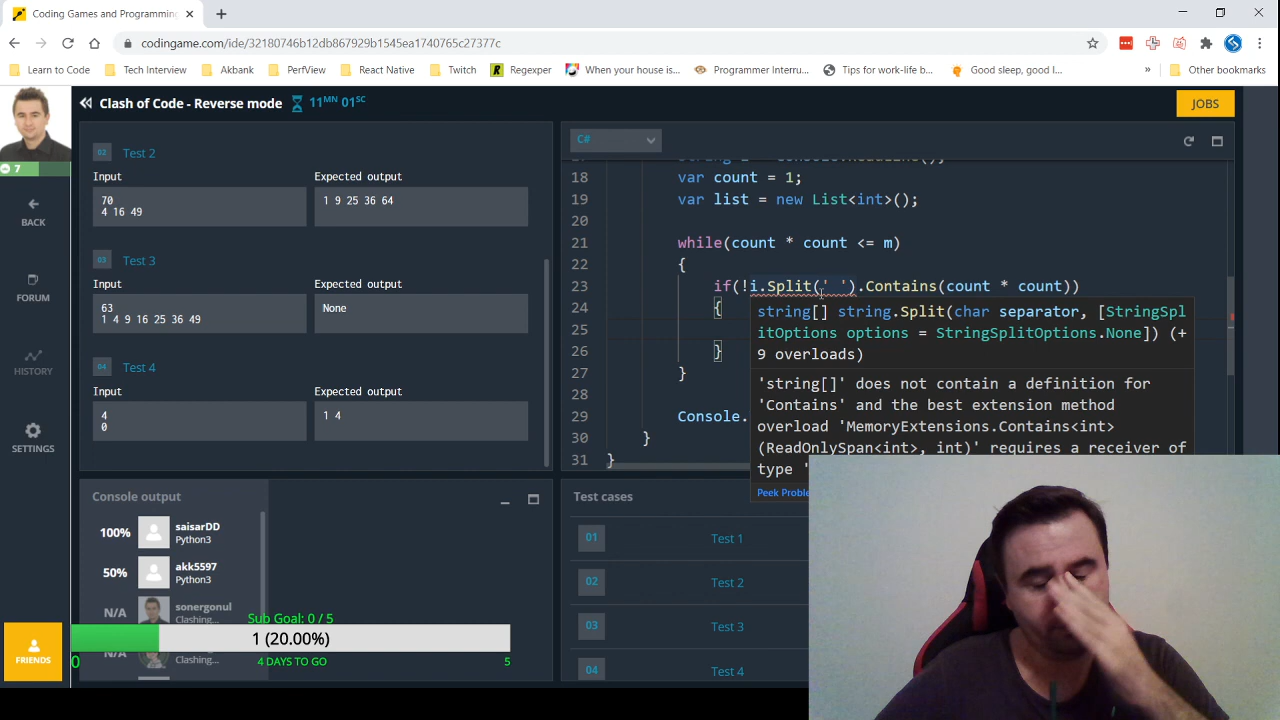 Coding Games and Programming
codingame.com/ide/32180746b12db867929b1545ea1740765c27377c
Learn to Code
Tech Interview
Akbank
PerfView
React Native
Twitch
R Regexper
When your house is...
Programmer Interru...
Tips for work-life b...
Good sleep, good l...
»
Other bookmarks
Clash of Code - Reverse mode 11MN 01SC
JOBS
7
BACK
FORUM
HISTORY
SETTINGS
FRIENDS
02 Test 2
Input Expected output
70 1 9 25 36 64
4 16 49
03 Test 3
Input Expected output
63 None
1 4 9 16 25 36 49
04 Test 4
Input Expected output
4 1 4
0
C#
18 var count = 1;
19 var list = new List<int>();
20
21 while(count * count <= m)
22 {
23 if(!i.Split(' ').Contains(count * count))
24 {
25
26 }
27 }
28
29 Console.
30 }
31 }
string[] string.Split(char separator, [StringSpl
itOptions options = StringSplitOptions.None]) (+
9 overloads)
'string[]' does not contain a definition for
'Contains' and the best extension method
overload 'MemoryExtensions.Contains<int>
(ReadOnlySpan<int>, int)' requires a receiver of
type '
Peek Proble
Console output
100% saisarDD
Python3
50% akk5597
Python3
N/A sonergonul
Clashing...
N/A
Clashing...
Sub Goal: 0 / 5
1 (20.00%)
0 4 DAYS TO GO 5
Test cases
01 Test 1
02 Test 2
03 Test 3
04 Test 4